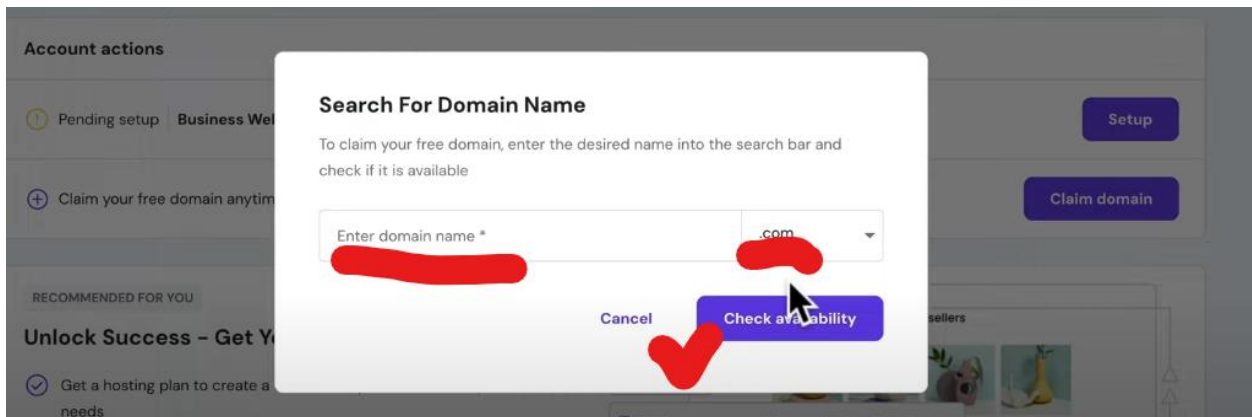 Account actions
Pending setup Business Wel
Setup
Claim your free domain anytim
Claim domain
Search For Domain Name
To claim your free domain, enter the desired name into the search bar and
check if it is available
Enter domain name *
.com
Cancel
Check availability
RECOMMENDED FOR YOU
Unlock Success - Get Yo
Get a hosting plan to create a
needs
sellers